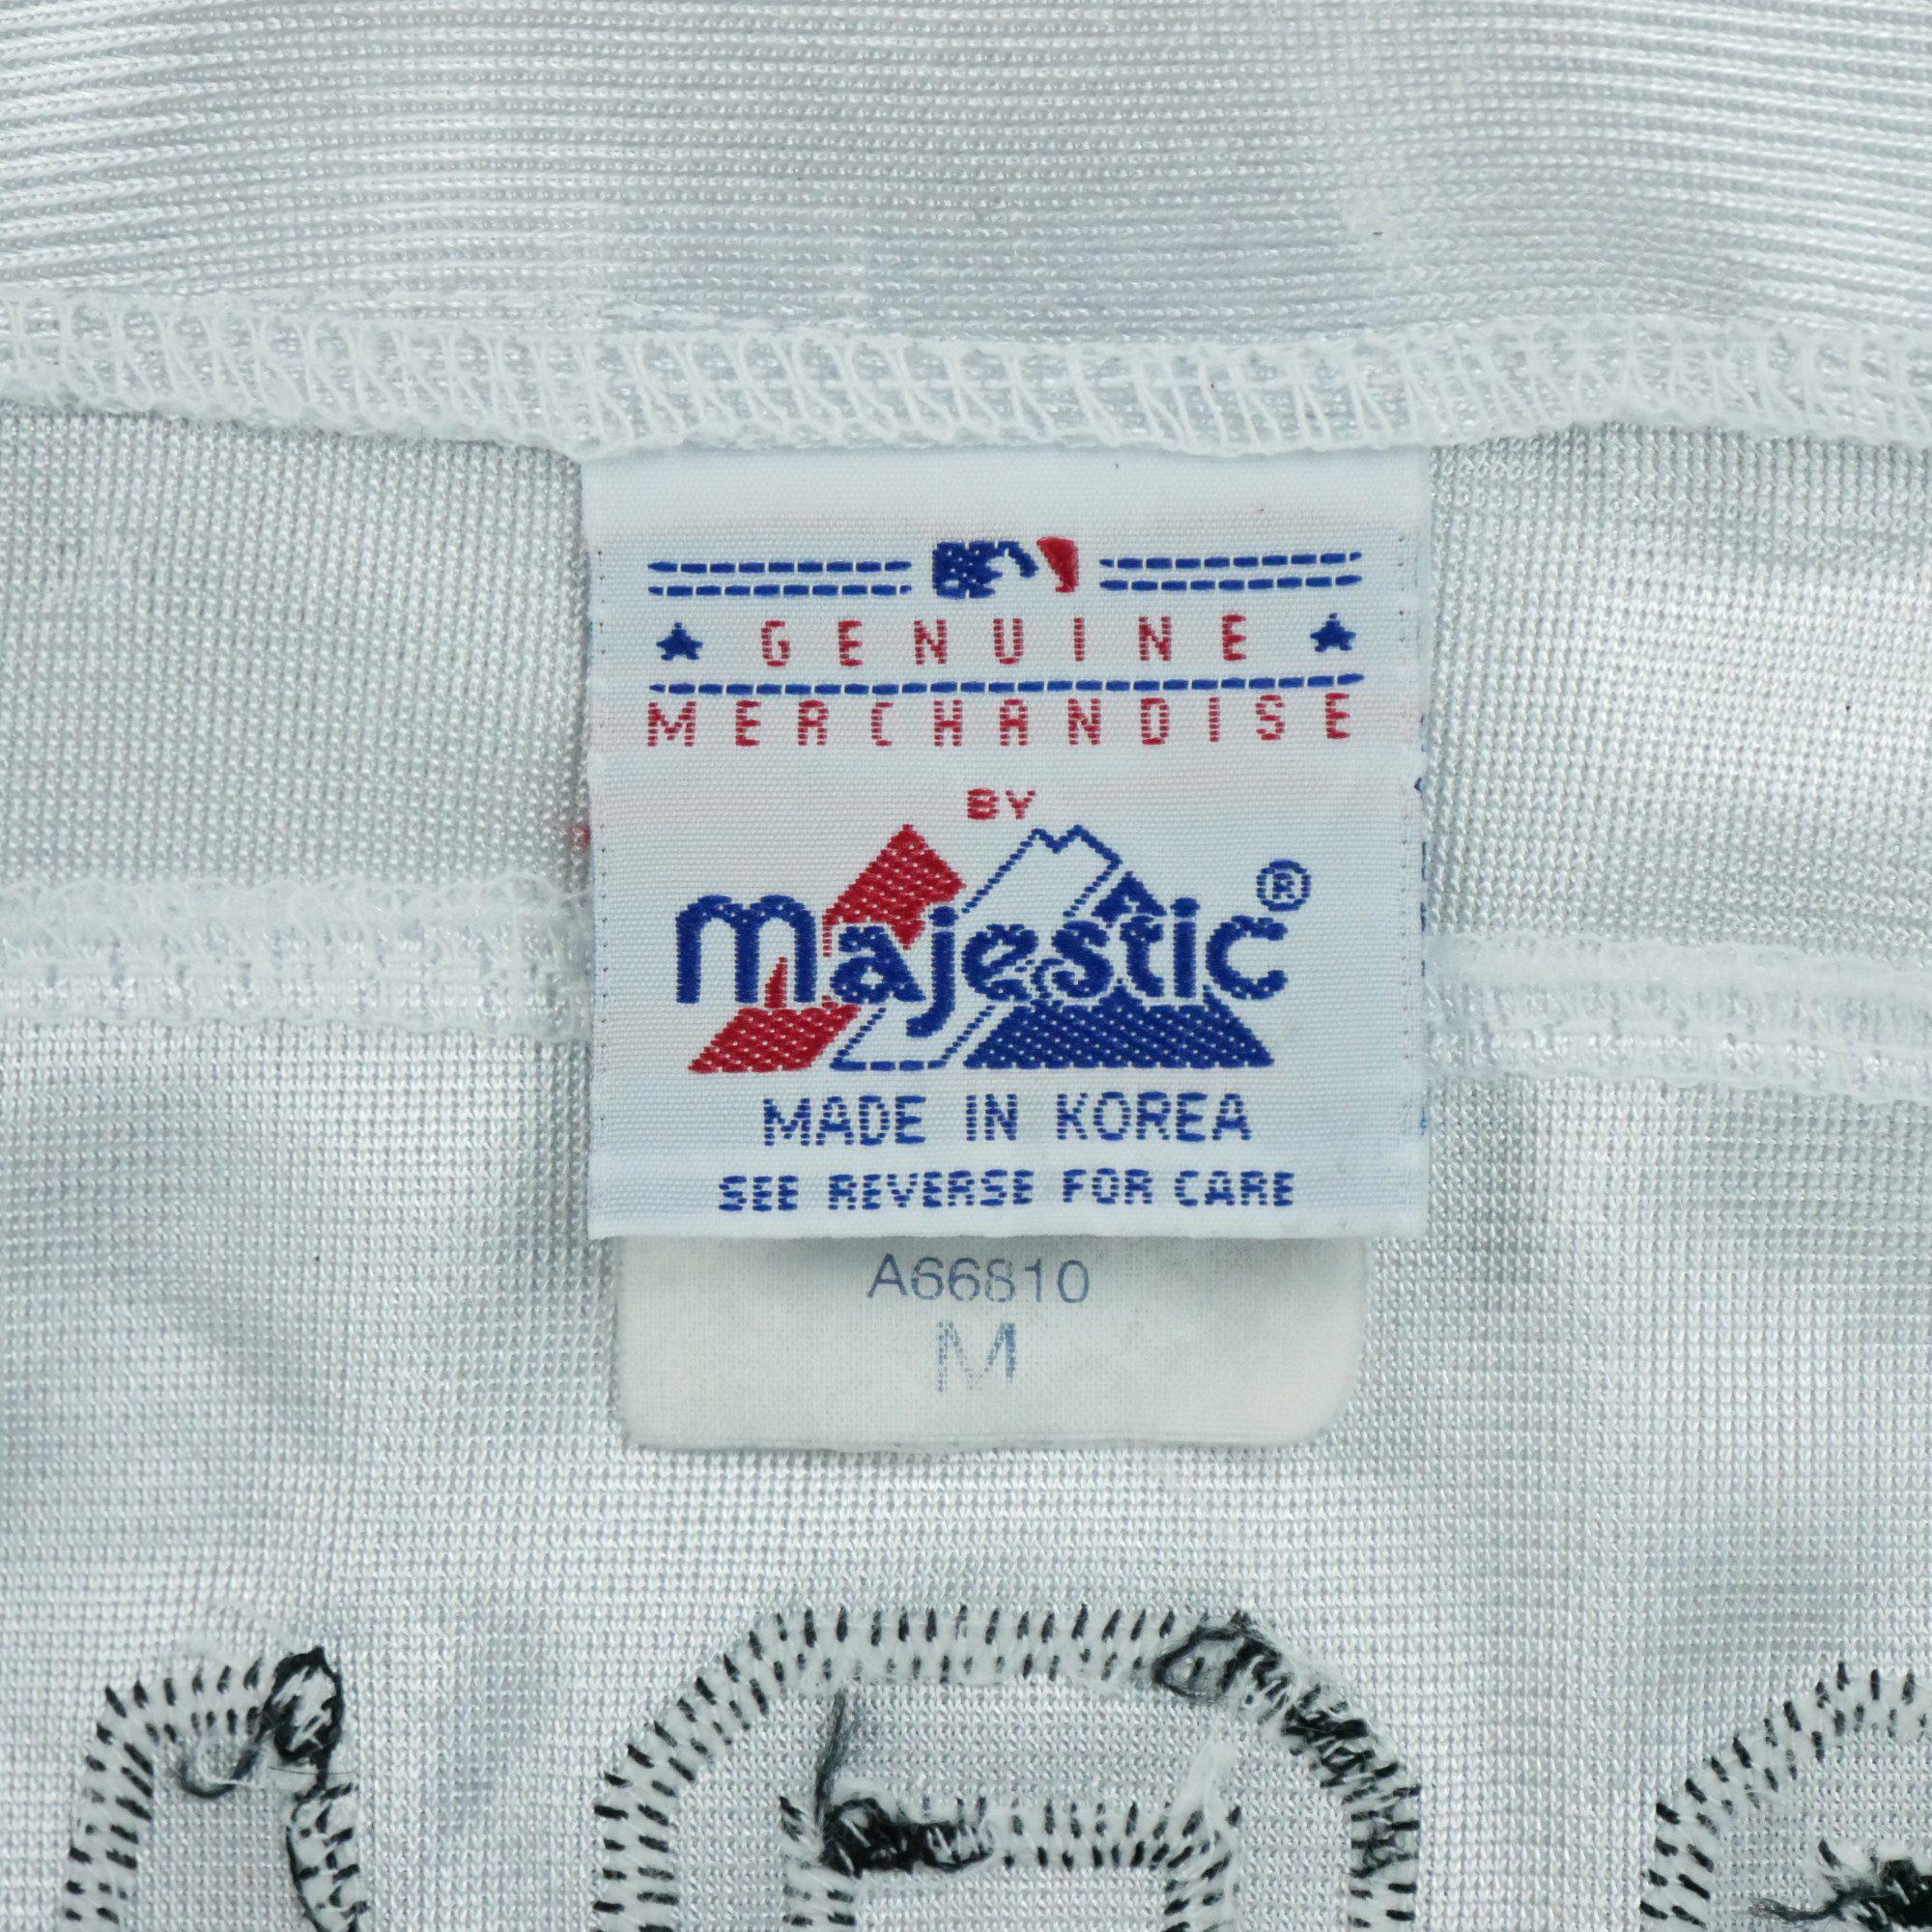 GENUINE
MERCHANDISE
BY
majestic®
MADE IN KOREA
SEE REVERSE FOR CARE
A66810
M